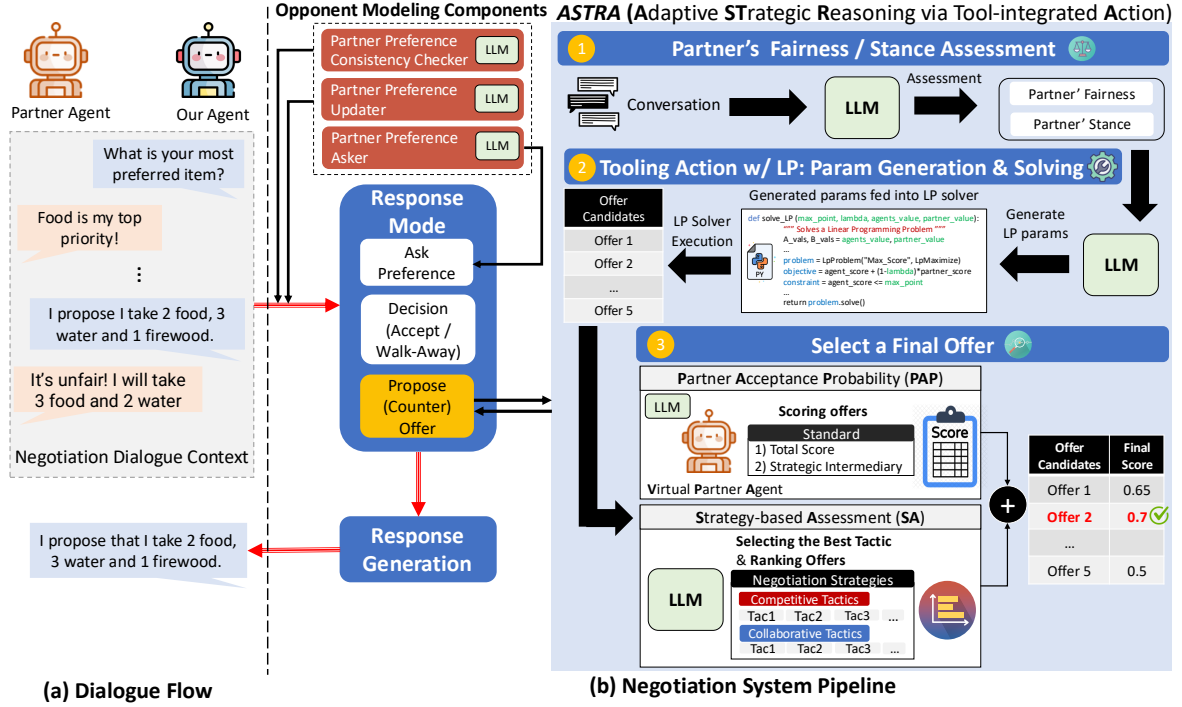 Opponent Modeling Components
ASTRA (Adaptive STrategic Reasoning via Tool-integrated Action)
Partner Agent
Our Agent
What is your most
preferred item?
Food is my top
priority!
⋮
I propose I take 2 food, 3
water and 1 firewood.
It's unfair! I will take
3 food and 2 water
Negotiation Dialogue Context
I propose that I take 2 food,
3 water and 1 firewood.
(a) Dialogue Flow
Partner Preference
Consistency Checker
LLM
Partner Preference
Updater
LLM
Partner Preference
Asker
LLM
Response
Mode
Ask
Preference
Decision
(Accept /
Walk-Away)
Propose
(Counter)
Offer
Response
Generation
1
Partner's Fairness / Stance Assessment
Conversation
LLM
Assessment
Partner' Fairness
Partner' Stance
2
Tooling Action w/ LP: Param Generation & Solving
Offer
Candidates
Offer 1
Offer 2
…
Offer 5
LP Solver
Execution
Generated params fed into LP solver
def solve_LP (max_point, lambda, agents_value, partner_value):
""" Solves a Linear Programming Problem """
A_vals, B_vals = agents_value, partner_value
…
problem = LpProblem("Max_Score", LpMaximize)
objective = agent_score + (1-lambda)*partner_score
constraint = agent_score <= max_point
…
return problem.solve()
PY
Generate
LP params
LLM
3
Select a Final Offer
Partner Acceptance Probability (PAP)
LLM
Scoring offers
Standard
1) Total Score
2) Strategic Intermediary
Score
Virtual Partner Agent
Strategy-based Assessment (SA)
Selecting the Best Tactic
& Ranking Offers
LLM
Negotiation Strategies
Competitive Tactics
Tac1 Tac2 Tac3 …
Collaborative Tactics
Tac1 Tac2 Tac3 …
+
Offer
Candidates
Final
Score
Offer 1 0.65
Offer 2 0.7
…
Offer 5 0.5
(b) Negotiation System Pipeline